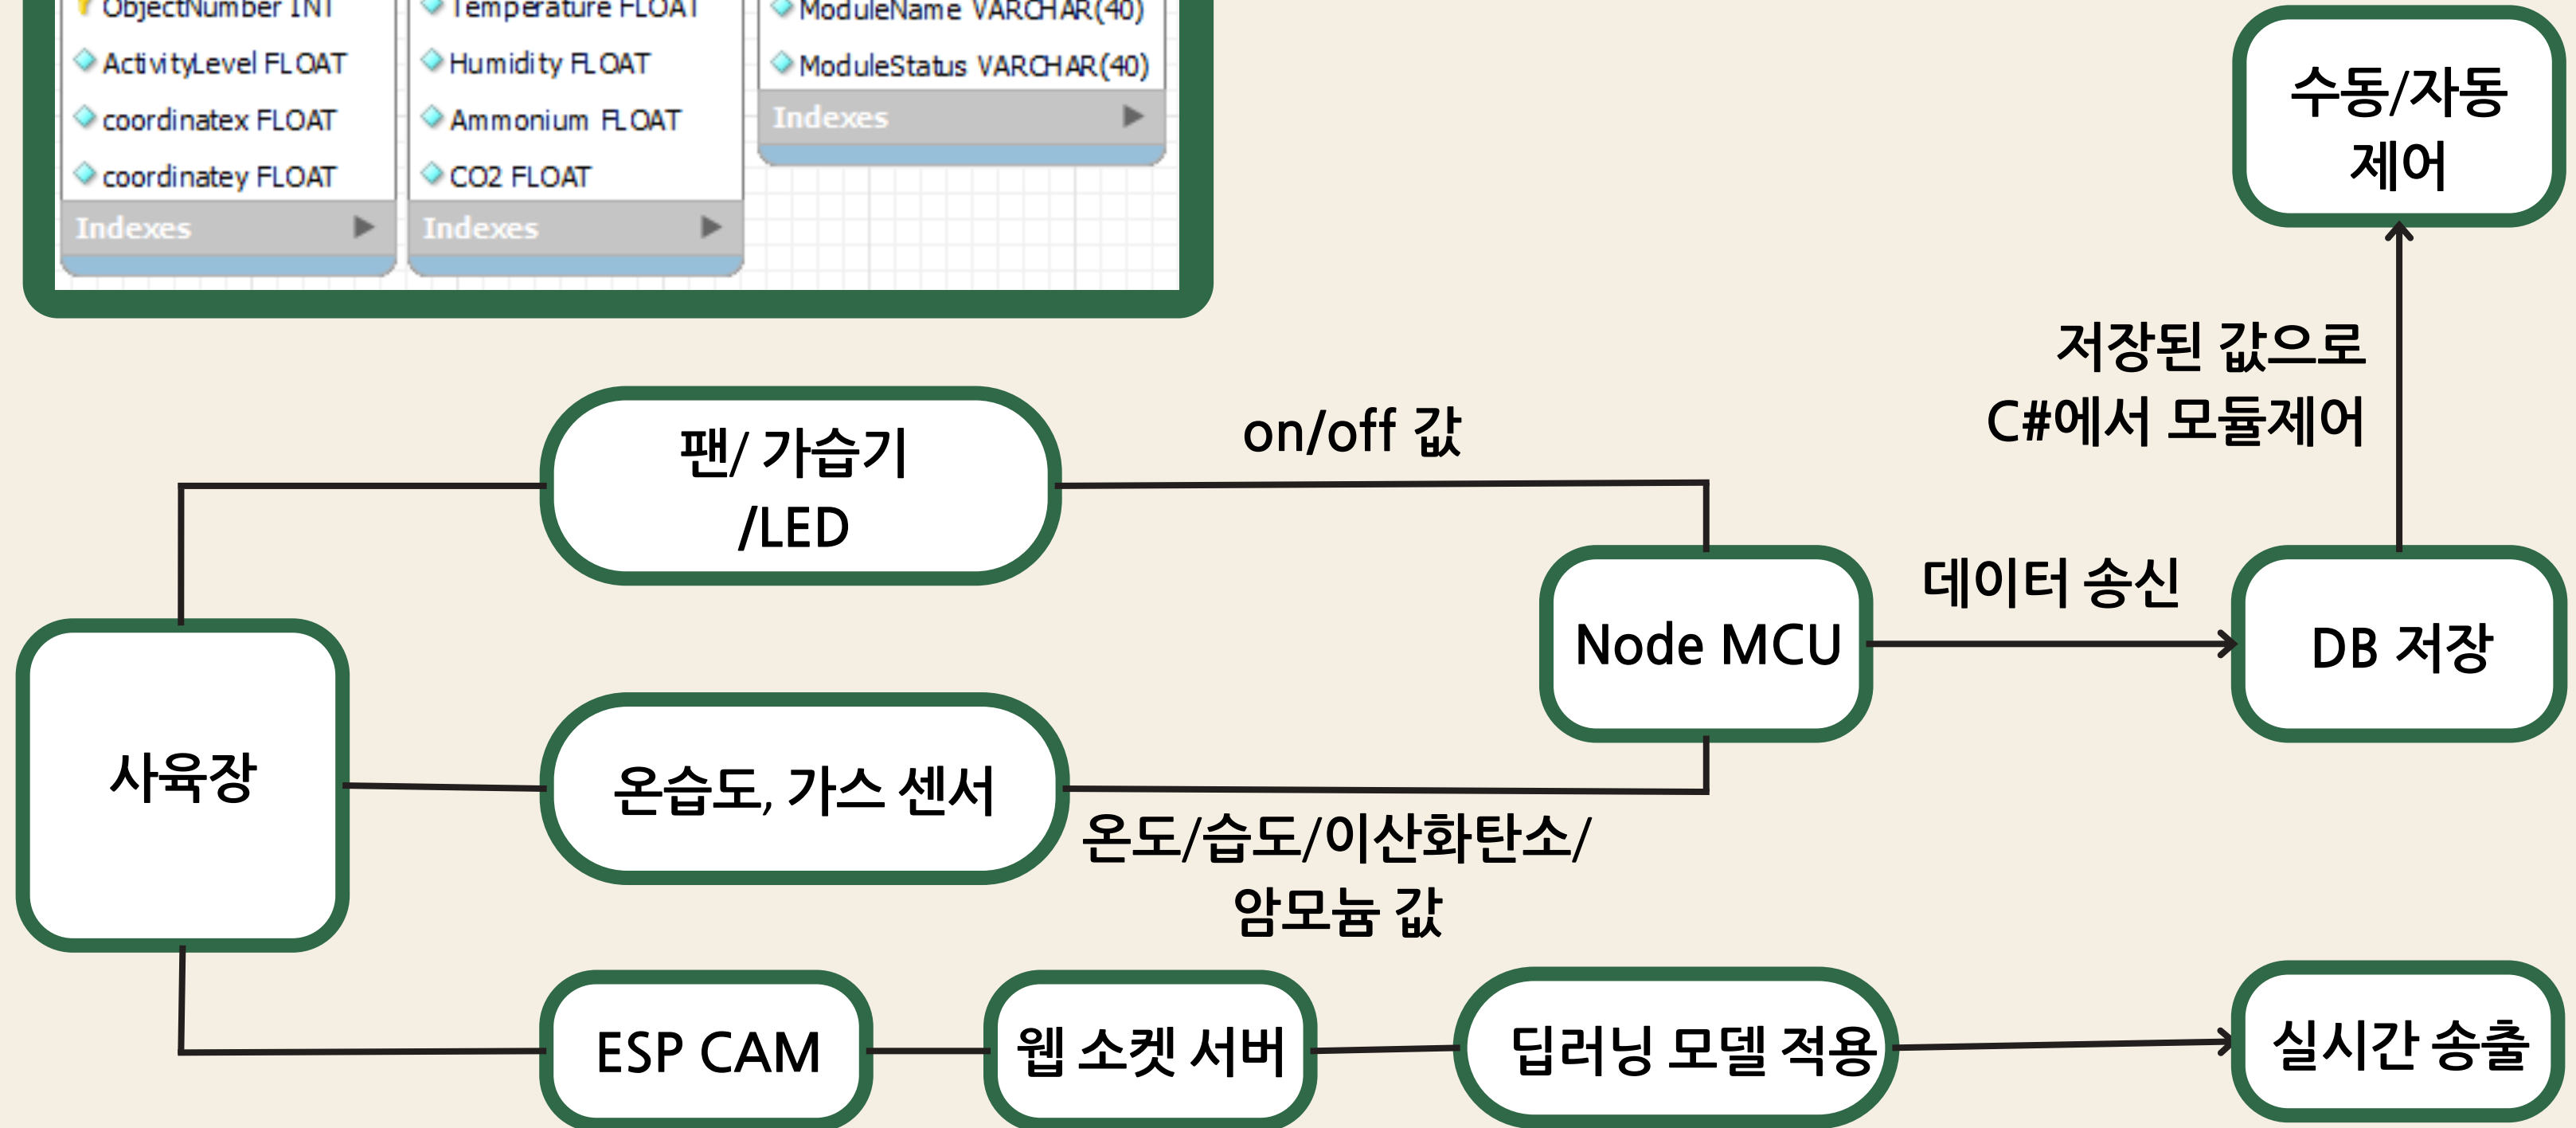 ObjectNumber INT
ActivityLevel FLOAT
coordinatex FLOAT
coordinatey FLOAT
Indexes
Temperature FLOAT
Humidity FLOAT
Ammonium FLOAT
CO2 FLOAT
Indexes
ModuleName VARCHAR(40)
ModuleStatus VARCHAR(40)
Indexes
수동/자동
제어
저장된 값으로
C#에서 모듈제어
팬/ 가습기
/LED
on/off 값
Node MCU
데이터 송신
DB 저장
사육장
온습도, 가스 센서
온도/습도/이산화탄소/
암모늄 값
ESP CAM
웹 소켓 서버
딥러닝 모델 적용
실시간 송출